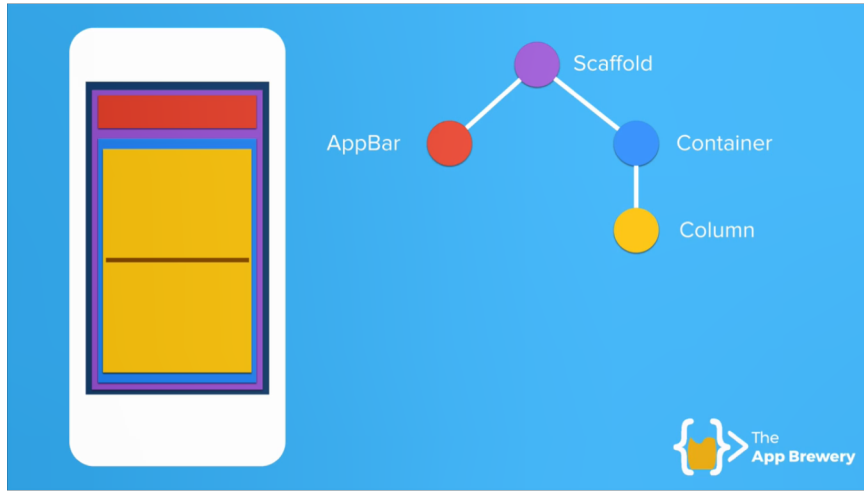 Scaffold
AppBar
Container
Column
The
App Brewery